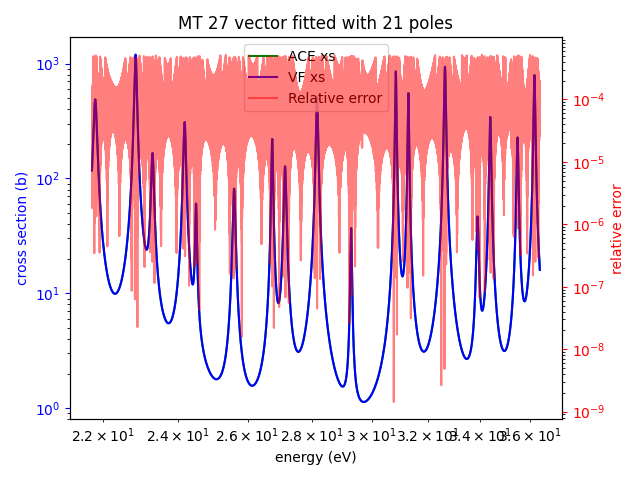 MT 27 vector fitted with 21 poles
ACE xs
VF xs
Relative error
cross section (b)
10³
10²
10¹
10⁰
10⁻⁴
10⁻⁵
10⁻⁶
10⁻⁷
10⁻⁸
10⁻⁹
relative error
2.2 × 10¹ 2.4 × 10¹ 2.6 × 10¹ 2.8 × 10¹ 3 × 10¹ 3.2 × 10¹ 3.4 × 10¹ 3.6 × 10¹
energy (eV)